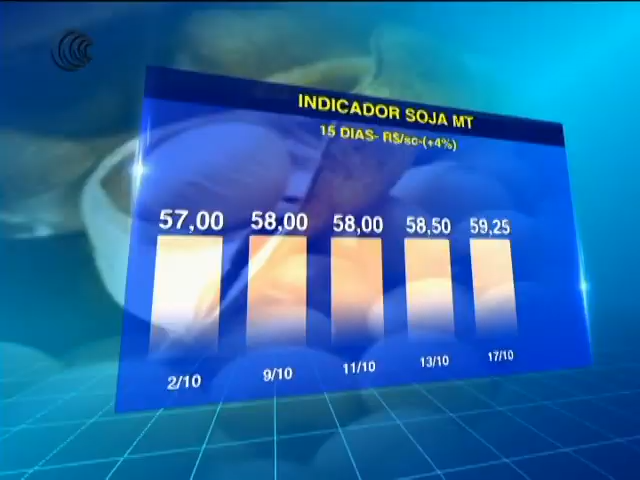 INDICADOR SOJA MT
15 DIAS- R$/sc-(+4%)
57,00 58,00 58,00 58,50 59,25
2/10 9/10 11/10 13/10 17/10